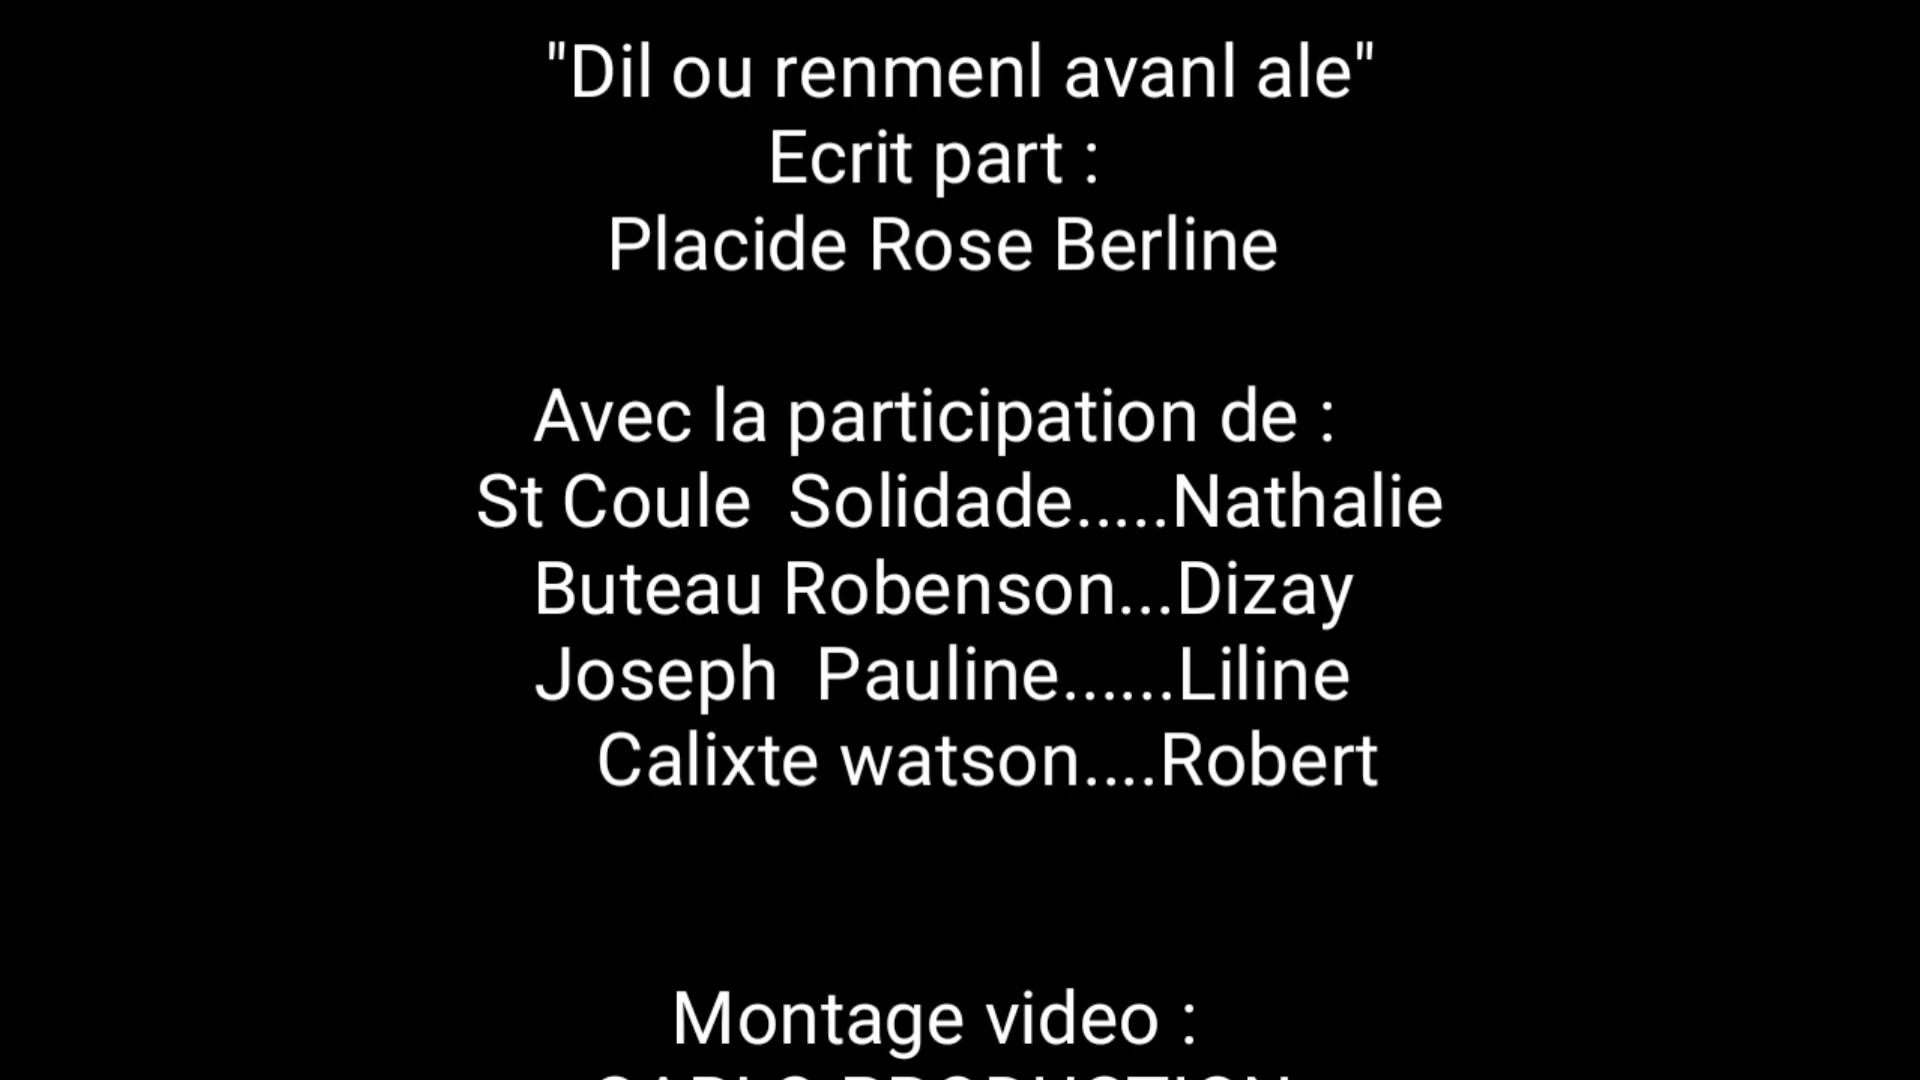 "Dil ou renmenl avanl ale"
Ecrit part :
Placide Rose Berline
Avec la participation de :
St Coule  Solidade.....Nathalie
Buteau Robenson...Dizay
Joseph  Pauline......Liline
Calixte watson....Robert
Montage video :